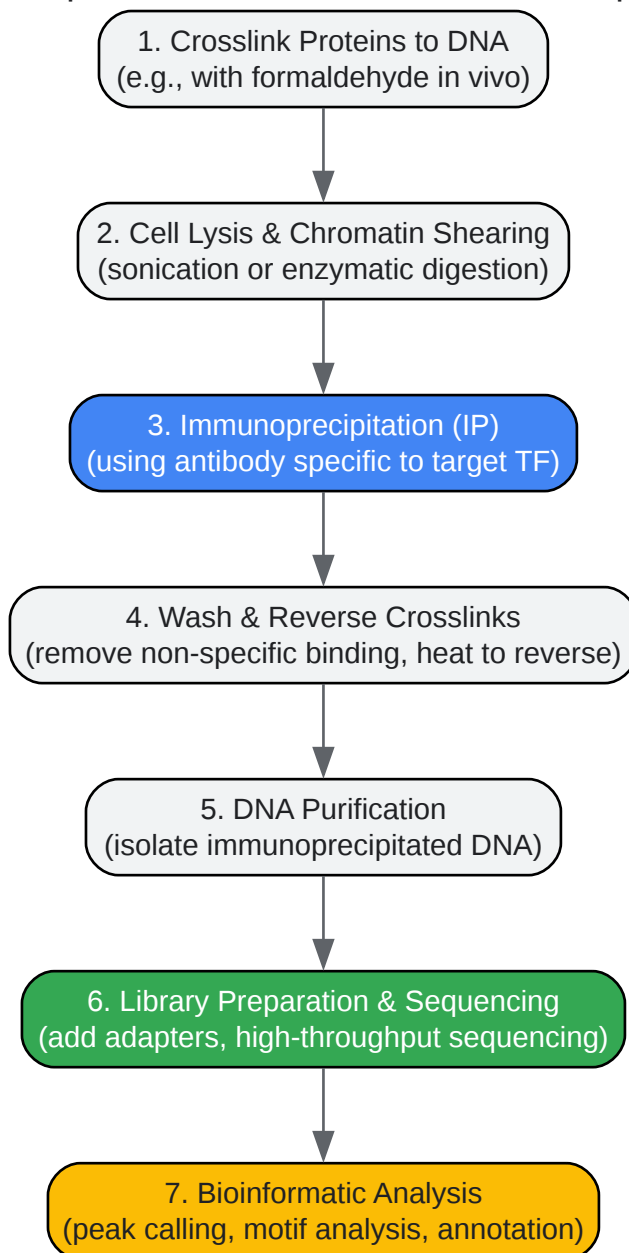 1. Crosslink Proteins to DNA
(e.g., with formaldehyde in vivo)
2. Cell Lysis & Chromatin Shearing
(sonication or enzymatic digestion)
3. Immunoprecipitation (IP)
(using antibody specific to target TF)
4. Wash & Reverse Crosslinks
(remove non-specific binding, heat to reverse)
5. DNA Purification
(isolate immunoprecipitated DNA)
6. Library Preparation & Sequencing
(add adapters, high-throughput sequencing)
7. Bioinformatic Analysis
(peak calling, motif analysis, annotation)